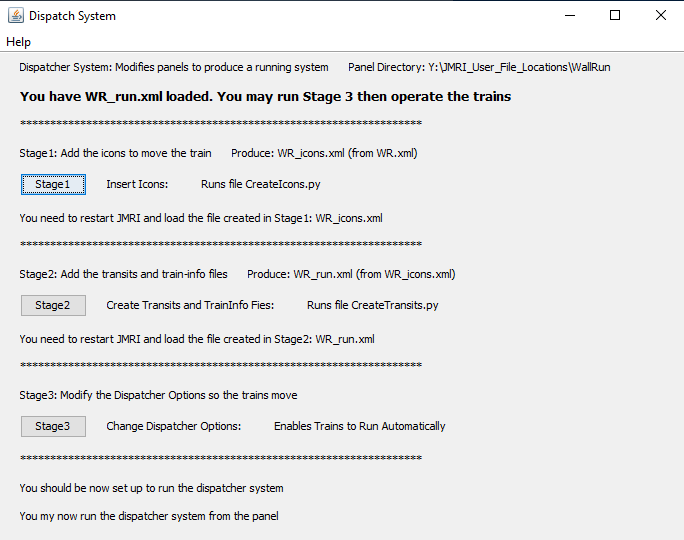 Dispatch System
Help
Dispatcher System: Modifies panels to produce a running system Panel Directory: Y:\JMRI_User_File_Locations\WallRun
You have WR_run.xml loaded. You may run Stage 3 then operate the trains
*******************************************************************
Stage1: Add the icons to move the train Produce: WR_icons.xml (from WR.xml)
Stage1 Insert Icons: Runs file CreateIcons.py
You need to restart JMRI and load the file created in Stage1: WR_icons.xml
*******************************************************************
Stage2: Add the transits and train-info files Produce: WR_run.xml (from WR_icons.xml)
Stage2 Create Transits and TrainInfo Fies: Runs file CreateTransits.py
You need to restart JMRI and load the file created in Stage2: WR_run.xml
*******************************************************************
Stage3: Modify the Dispatcher Options so the trains move
Stage3 Change Dispatcher Options: Enables Trains to Run Automatically
*******************************************************************
You should be now set up to run the dispatcher system
You my now run the dispatcher system from the panel